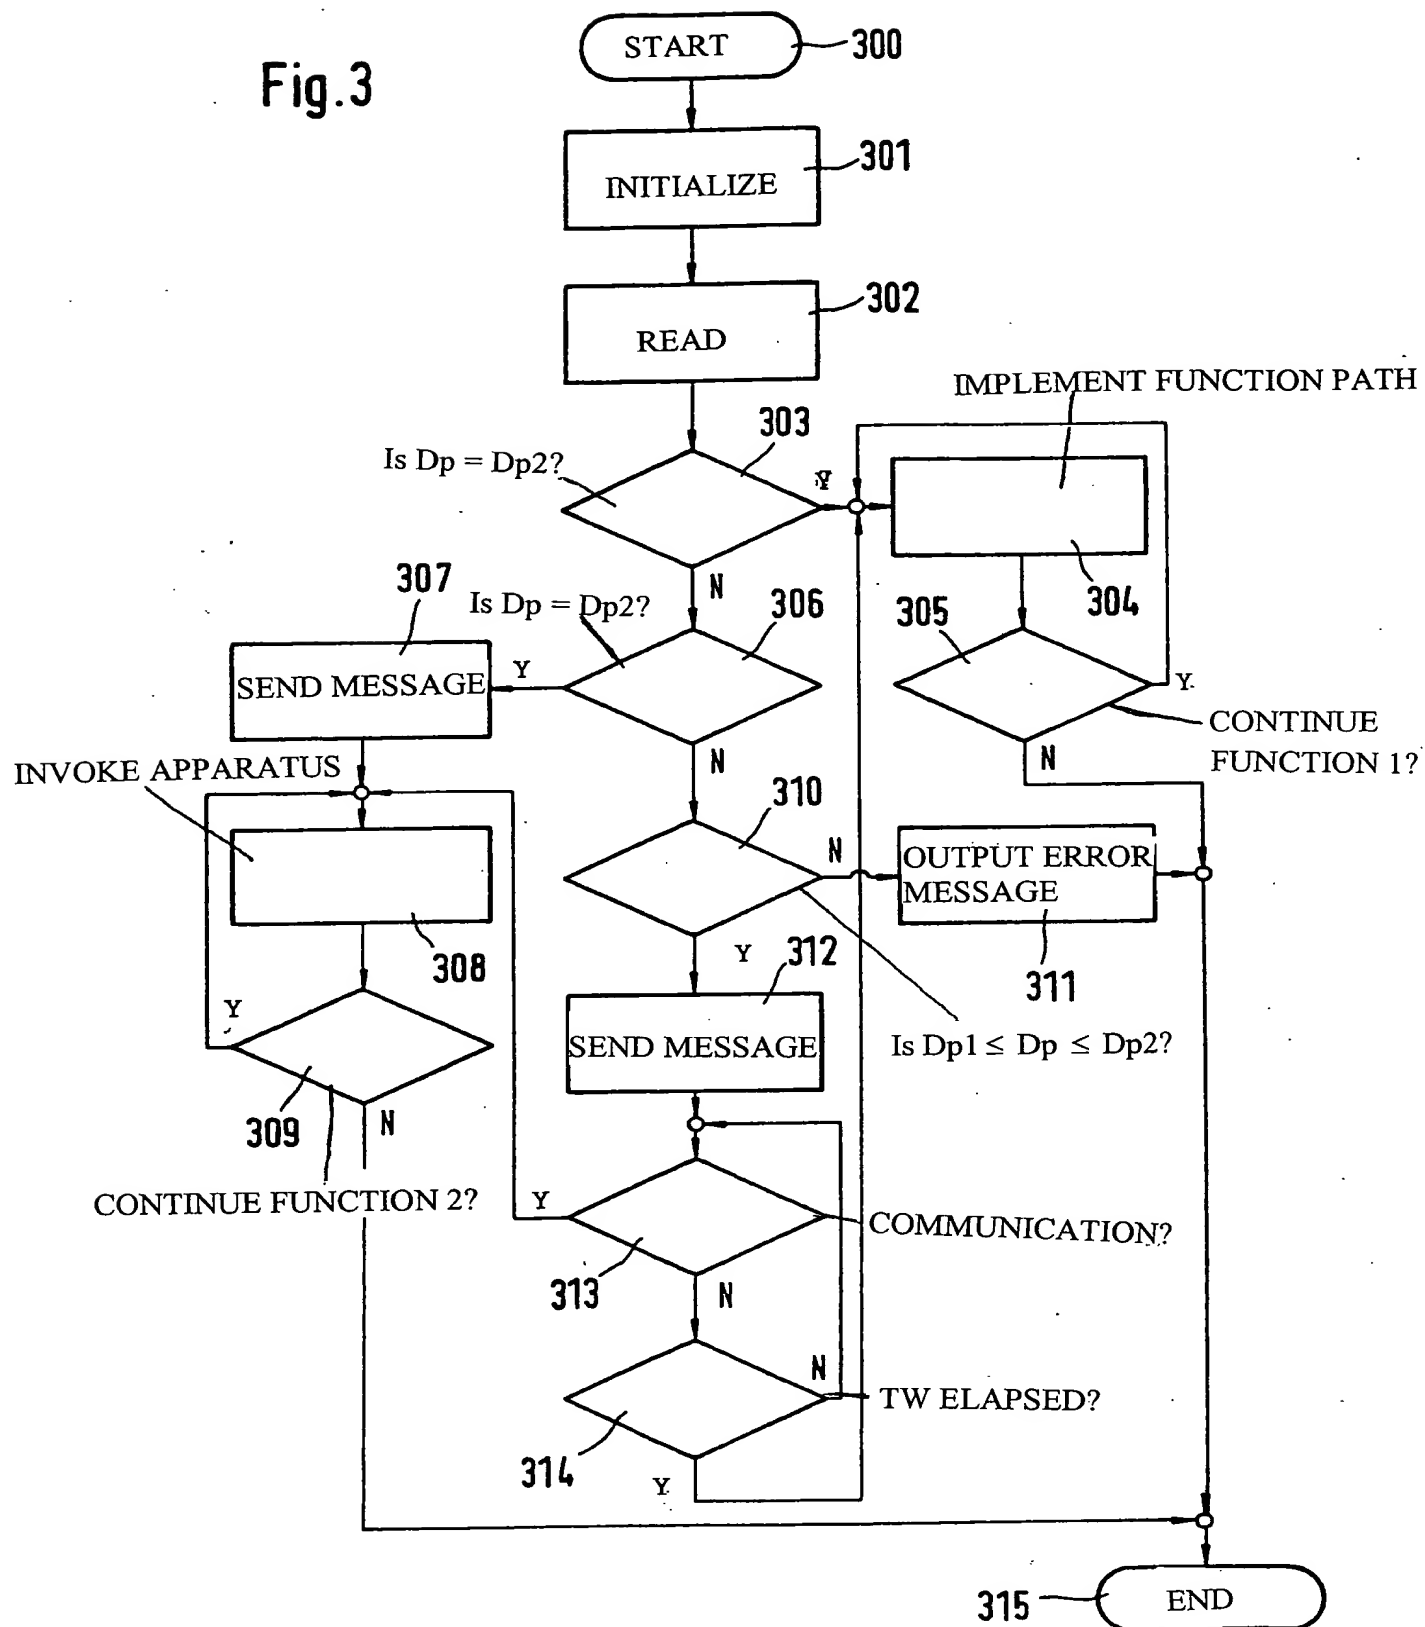 Fig.3
START
300
301
INITIALIZE
302
READ
IMPLEMENT FUNCTION PATH
303
Is Dp = Dp2?
Y
304
N
307
Is Dp = Dp2?
306
305
SEND MESSAGE
Y
Y
CONTINUE
FUNCTION 1?
N
N
INVOKE APPARATUS
310
N
OUTPUT ERROR
MESSAGE
308
Y
312
311
Y
SEND MESSAGE
Is Dp1 ≤ Dp ≤ Dp2?
309
N
CONTINUE FUNCTION 2?
Y
COMMUNICATION?
313
N
N
TW ELAPSED?
314
Y
315
END